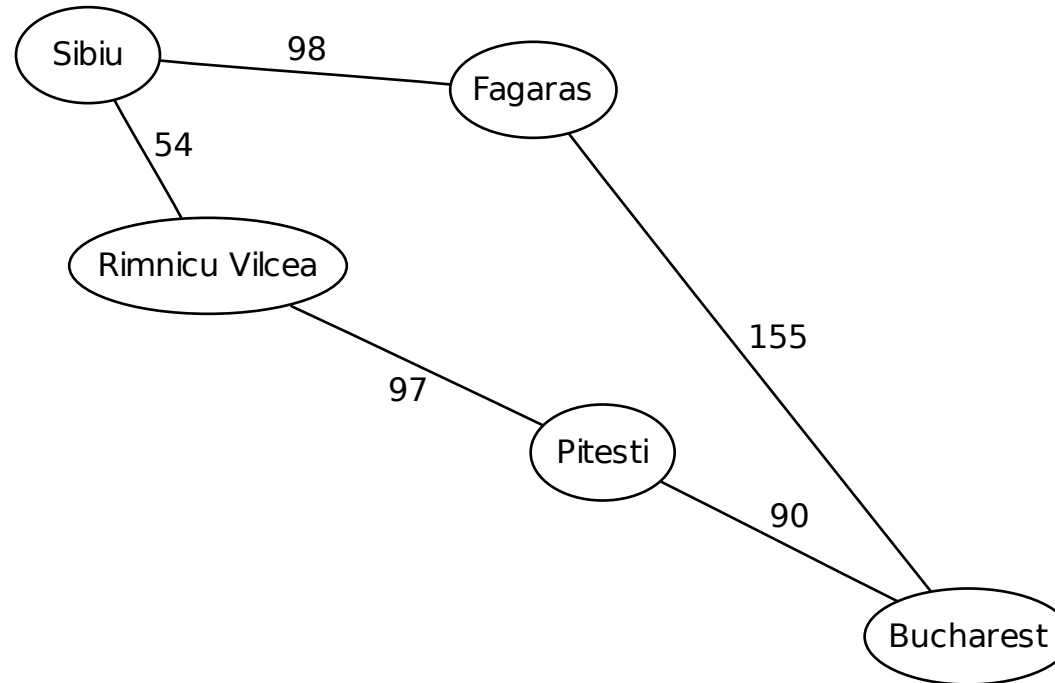 Sibiu
98
Fagaras
54
Rimnicu Vilcea
155
97
Pitesti
90
Bucharest